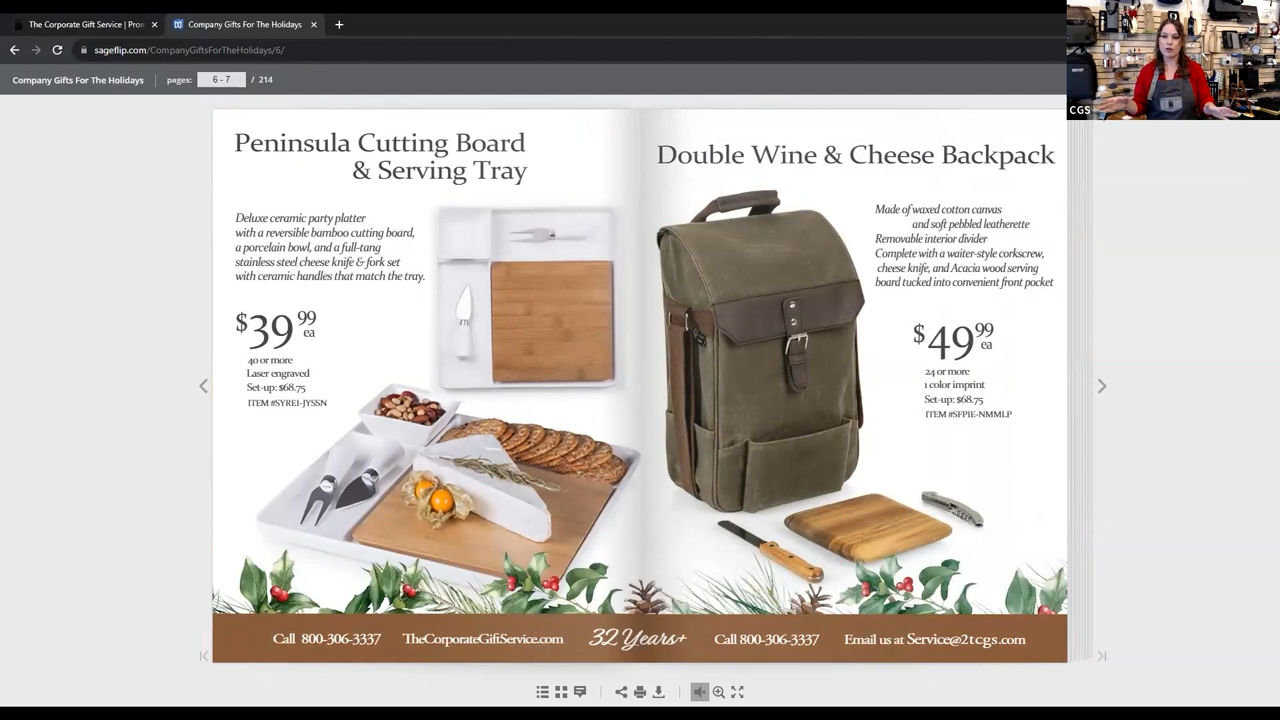 The Corporate Gift Service | Pron
Company Gifts For The Holidays
sageflip.com/CompanyGiftsForTheHolidays/6/
Company Gifts For The Holidays
pages:
6 - 7
/ 214
CGS
Peninsula Cutting Board
& Serving Tray
Deluxe ceramic party platter
with a reversible bamboo cutting board,
a porcelain bowl, and a full-tang
stainless steel cheese knife & fork set
with ceramic handles that match the tray.
$39 99 ea
40 or more
Laser engraved
Set-up: $68.75
ITEM #SYREI-JYSSN
Double Wine & Cheese Backpack
Made of waxed cotton canvas
and soft pebbled leatherette
Removable interior divider
Complete with a waiter-style corkscrew,
cheese knife, and Acacia wood serving
board tucked into convenient front pocket
$49 99 ea
24 or more
1 color imprint
Set-up: $68.75
ITEM #SFPIE-NMMLP
Call 800-306-3337
TheCorporateGiftService.com
32 Years+
Call 800-306-3337
Email us at Service@2tcgs.com